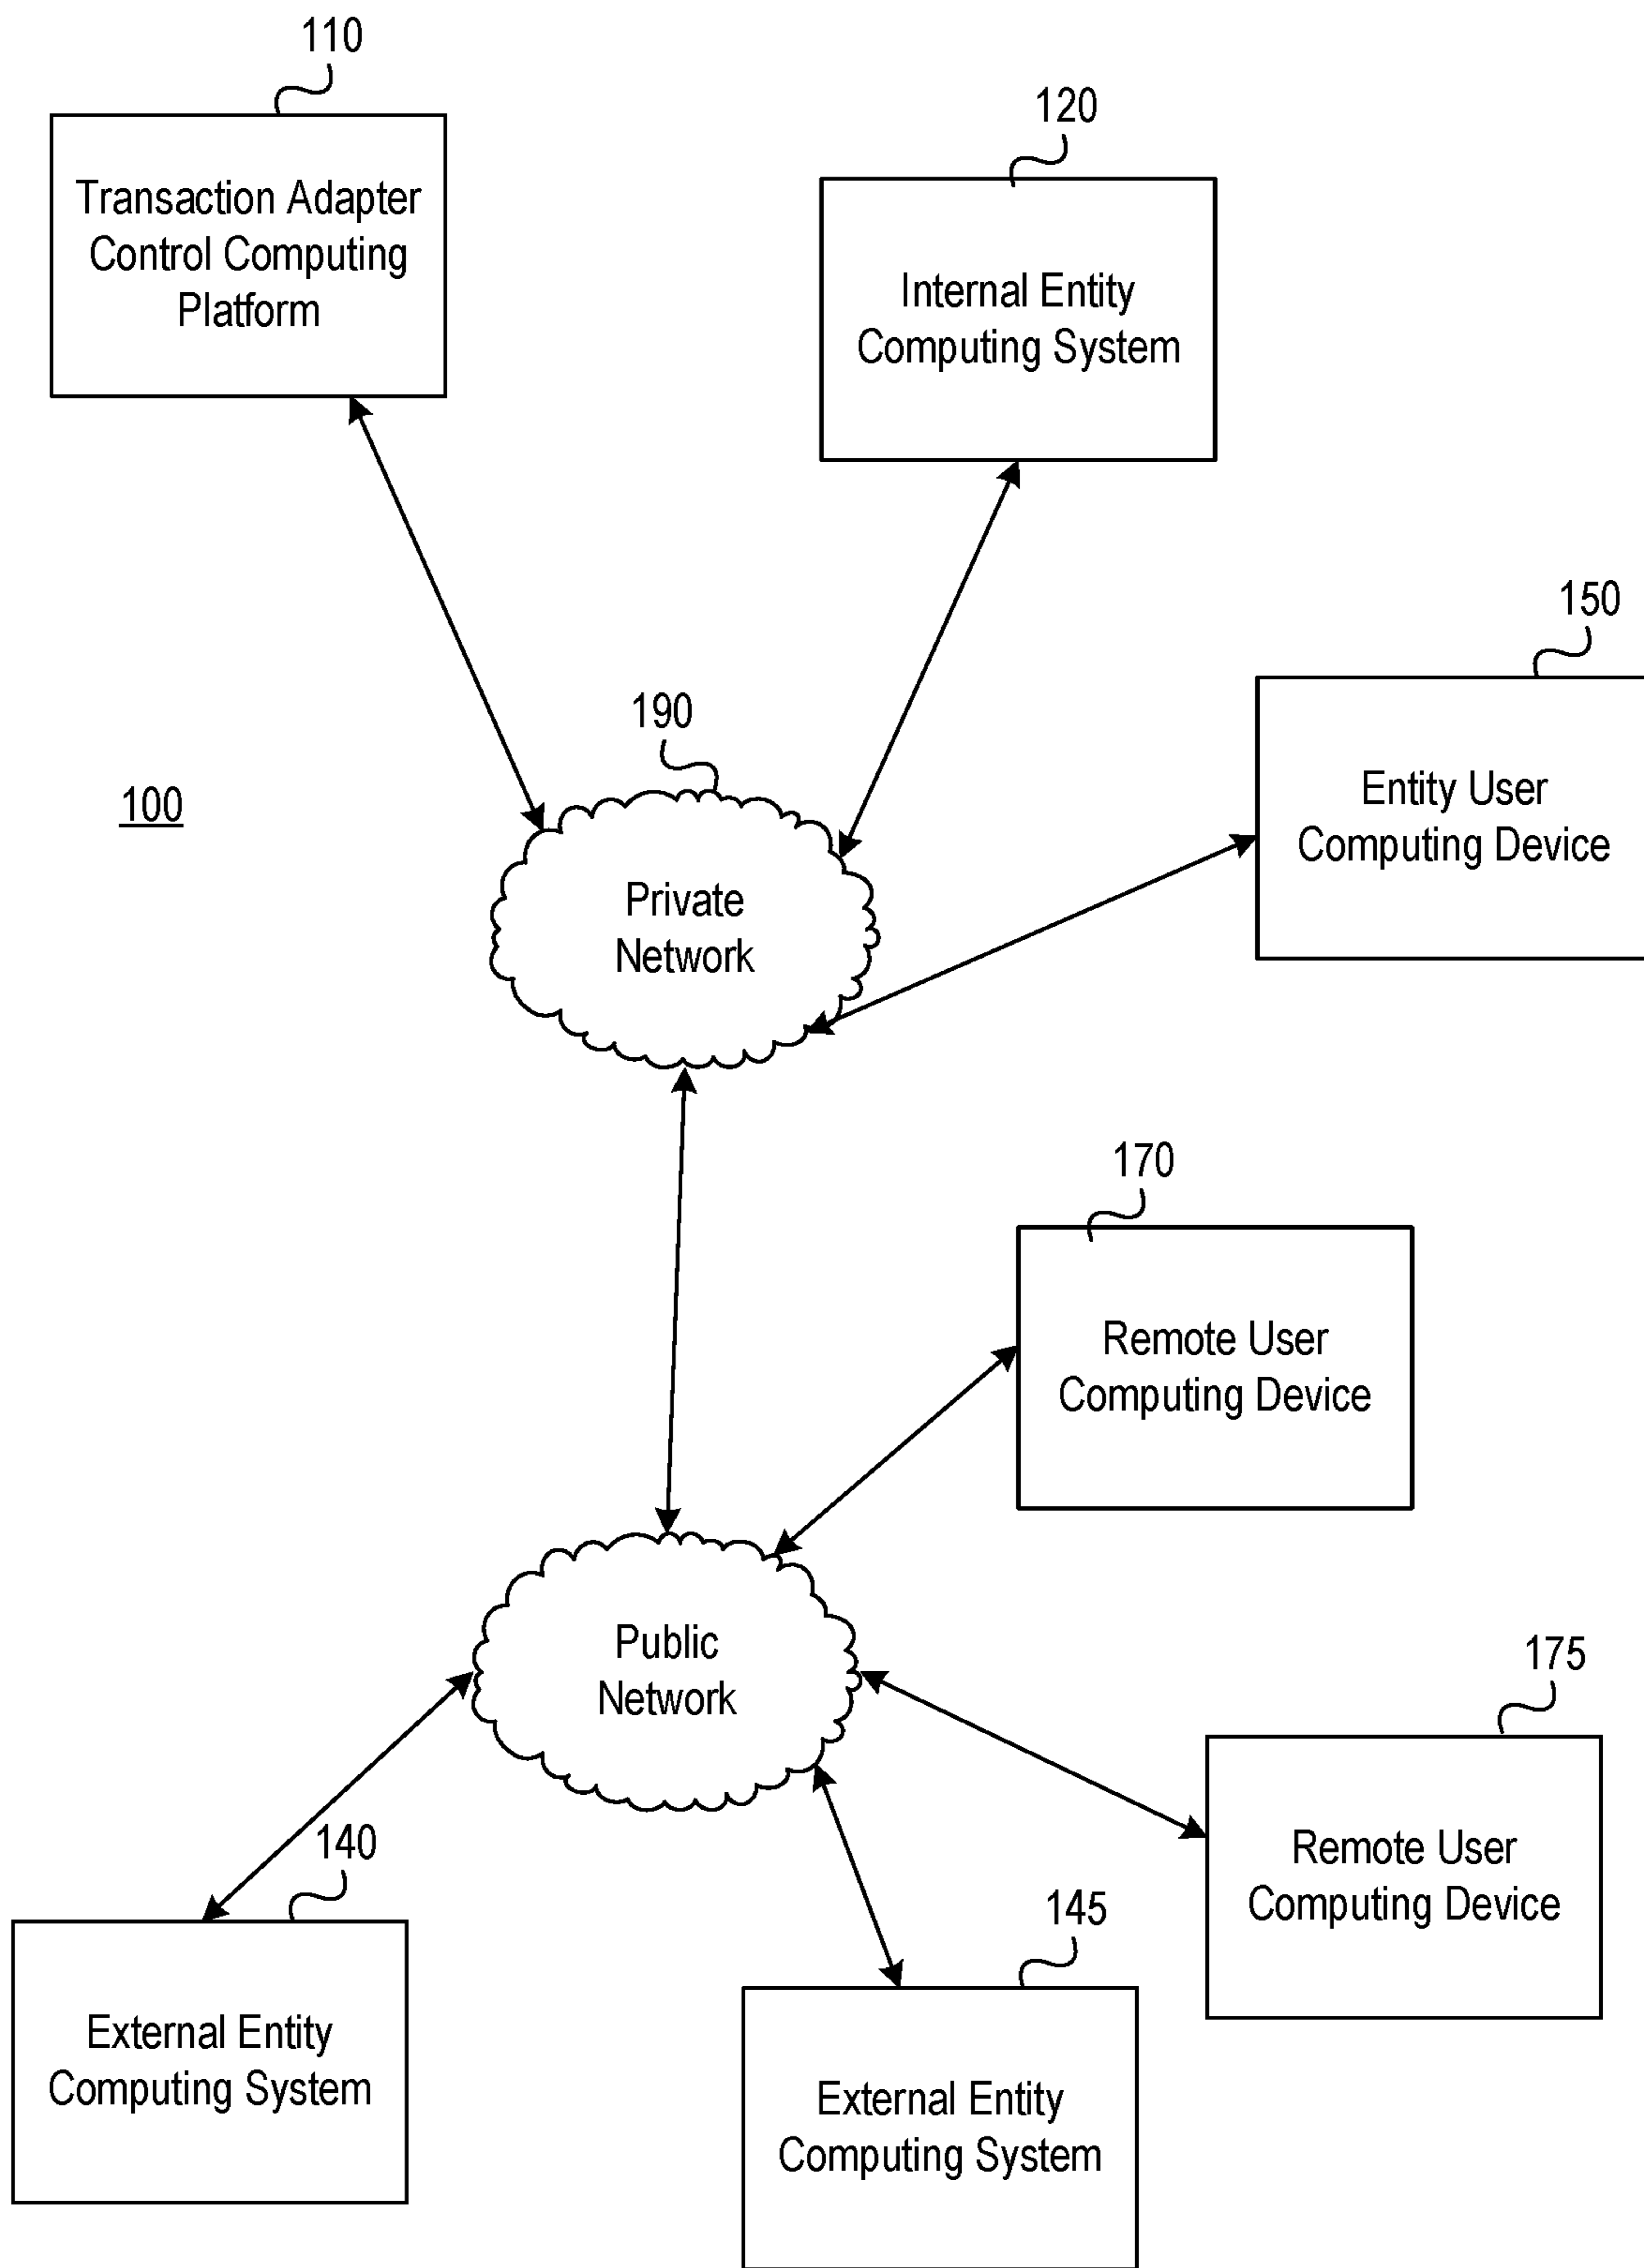 110
Transaction Adapter
Control Computing
Platform
120
Internal Entity
Computing System
150
Entity User
Computing Device
190
100
Private
Network
170
Remote User
Computing Device
Public
Network
175
Remote User
Computing Device
140
External Entity
Computing System
145
External Entity
Computing System